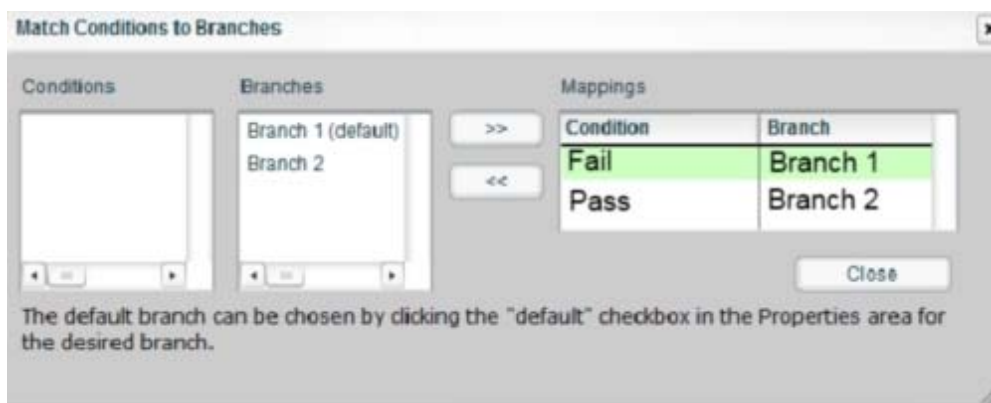 Match Conditions to Branches
Conditions Branches Mappings
Branch 1 (default)
Branch 2
>>
<<
Condition Branch
Fail Branch 1
Pass Branch 2
Close
The default branch can be chosen by clicking the "default" checkbox in the Properties area for
the desired branch.